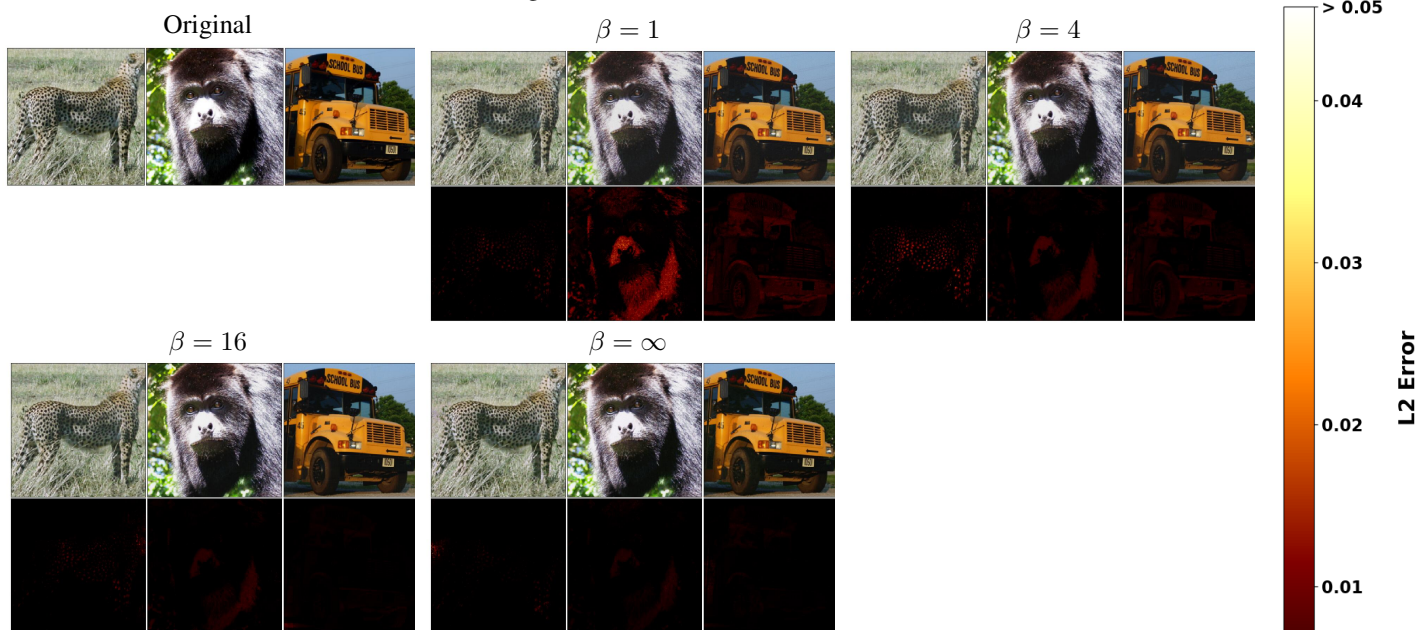 Original
β = 1
β = 4
SCHOOL BUS
SCHOOL BUS
SCHOOL BUS
β = 16
β = ∞
SCHOOL BUS
SCHOOL BUS
> 0.05
0.04
0.03
0.02
0.01
L2 Error